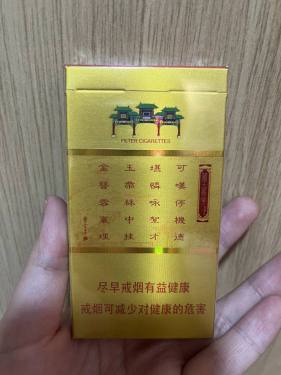 FILTER CIGARETTES
可嘆停機德
堪憐詠絮才
玉帶林中掛
金簪雪裏埋
尽早戒烟有益健康
戒烟可减少对健康的危害